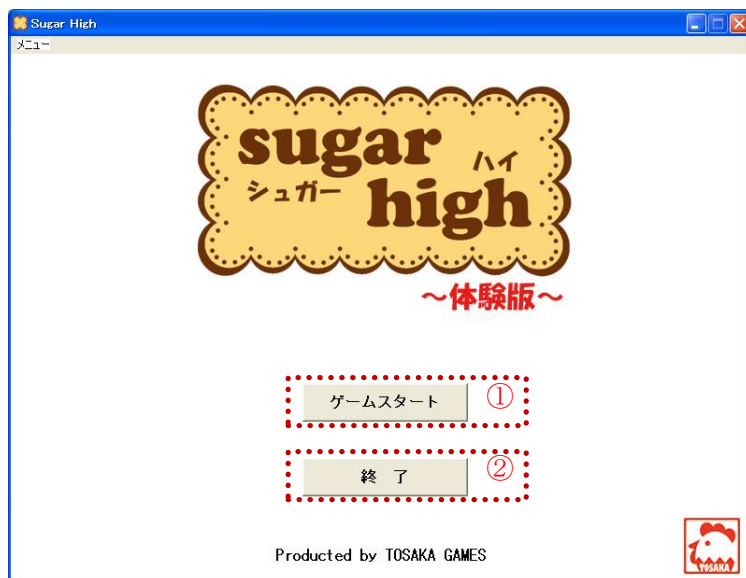 Sugar High
メニュー
sugar
ハイ
シュガー
high
～体験版～
ゲームスタート
①
終 了
②
Producted by TOSAKA GAMES
TOSAKA